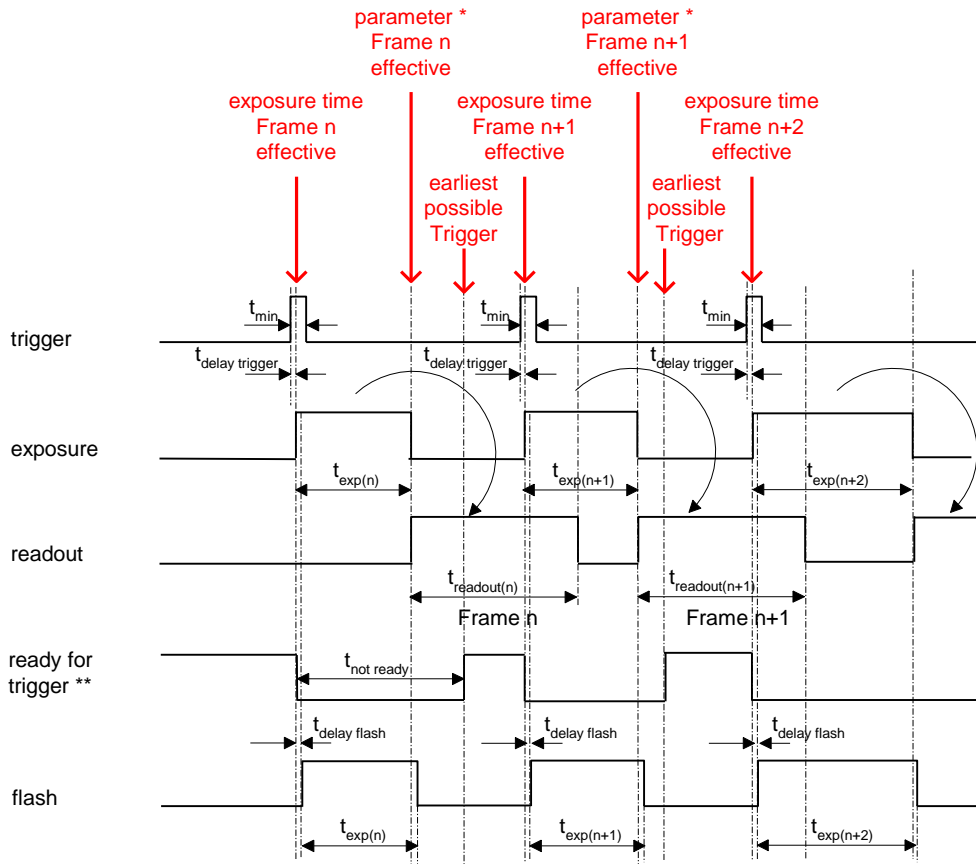 parameter *
Frame n
effective
parameter *
Frame n+1
effective
exposure time
Frame n
effective
exposure time
Frame n+1
effective
exposure time
Frame n+2
effective
earliest
possible
Trigger
earliest
possible
Trigger
trigger
tmin
tmin
tmin
tdelay trigger
tdelay trigger
tdelay trigger
exposure
texp(n)
texp(n+1)
texp(n+2)
readout
treadout(n)
treadout(n+1)
Frame n
Frame n+1
ready for
trigger **
tnot ready
tdelay flash
tdelay flash
tdelay flash
flash
texp(n)
texp(n+1)
texp(n+2)